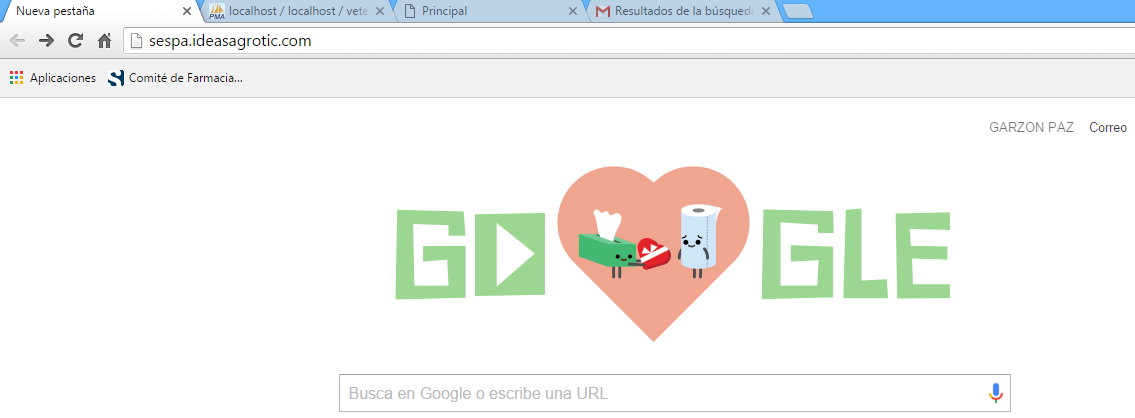 Nueva pestaña
PMA localhost / localhost / vete
Principal
Resultados de la búsqueda
sespa.ideasagrotic.com
Aplicaciones
Comité de Farmacia...
GARZON PAZ Correo
GO GLE
Busca en Google o escribe una URL